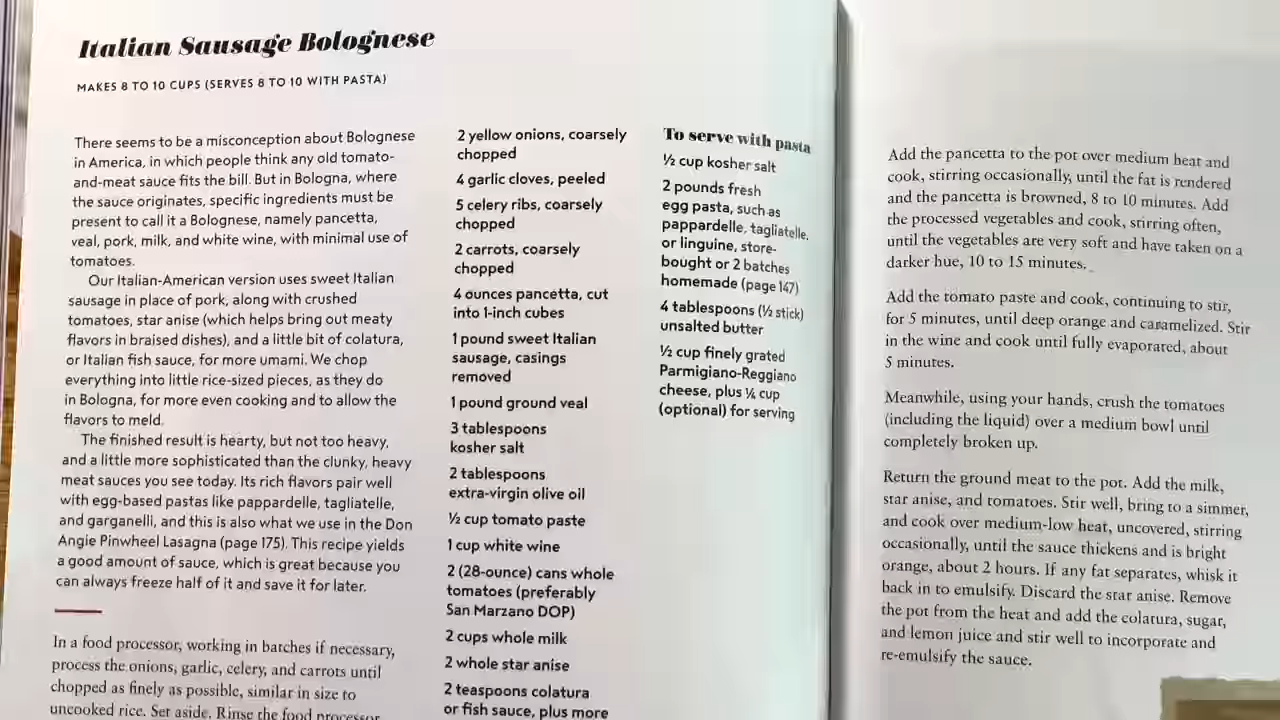 Italian Sausage Bolognese
MAKES 8 TO 10 CUPS (SERVES 8 TO 10 WITH PASTA)
There seems to be a misconception about Bolognese
in America, in which people think any old tomato-
and-meat sauce fits the bill. But in Bologna, where
the sauce originates, specific ingredients must be
present to call it a Bolognese, namely pancetta,
veal, pork, milk, and white wine, with minimal use of
tomatoes.
Our Italian-American version uses sweet Italian
sausage in place of pork, along with crushed
tomatoes, star anise (which helps bring out meaty
flavors in braised dishes), and a little bit of colatura,
or Italian fish sauce, for more umami. We chop
everything into little rice-sized pieces, as they do
in Bologna, for more even cooking and to allow the
flavors to meld.
The finished result is hearty, but not too heavy,
and a little more sophisticated than the clunky, heavy
meat sauces you see today. Its rich flavors pair well
with egg-based pastas like pappardelle, tagliatelle,
and garganelli, and this is also what we use in the Don
Angie Pinwheel Lasagna (page 175). This recipe yields
a good amount of sauce, which is great because you
can always freeze half of it and save it for later.
In a food processor, working in batches if necessary,
process the onions, garlic, celery, and carrots until
chopped as finely as possible, similar in size to
uncooked rice. Set aside. Rinse the food processor
2 yellow onions, coarsely
chopped
4 garlic cloves, peeled
5 celery ribs, coarsely
chopped
2 carrots, coarsely
chopped
4 ounces pancetta, cut
into 1-inch cubes
1 pound sweet Italian
sausage, casings
removed
1 pound ground veal
3 tablespoons
kosher salt
2 tablespoons
extra-virgin olive oil
½ cup tomato paste
1 cup white wine
2 (28-ounce) cans whole
tomatoes (preferably
San Marzano DOP)
2 cups whole milk
2 whole star anise
2 teaspoons colatura
or fish sauce, plus more
To serve with pasta
½ cup kosher salt
2 pounds fresh
egg pasta, such as
pappardelle, tagliatelle,
or linguine, store-
bought or 2 batches
homemade (page 147)
4 tablespoons (½ stick)
unsalted butter
½ cup finely grated
Parmigiano-Reggiano
cheese, plus ¼ cup
(optional) for serving
Add the pancetta to the pot over medium heat and
cook, stirring occasionally, until the fat is rendered
and the pancetta is browned, 8 to 10 minutes. Add
the processed vegetables and cook, stirring often,
until the vegetables are very soft and have taken on a
darker hue, 10 to 15 minutes.
Add the tomato paste and cook, continuing to stir,
for 5 minutes, until deep orange and caramelized. Stir
in the wine and cook until fully evaporated, about
5 minutes.
Meanwhile, using your hands, crush the tomatoes
(including the liquid) over a medium bowl until
completely broken up.
Return the ground meat to the pot. Add the milk,
star anise, and tomatoes. Stir well, bring to a simmer,
and cook over medium-low heat, uncovered, stirring
occasionally, until the sauce thickens and is bright
orange, about 2 hours. If any fat separates, whisk it
back in to emulsify. Discard the star anise. Remove
the pot from the heat and add the colatura, sugar,
and lemon juice and stir well to incorporate and
re-emulsify the sauce.